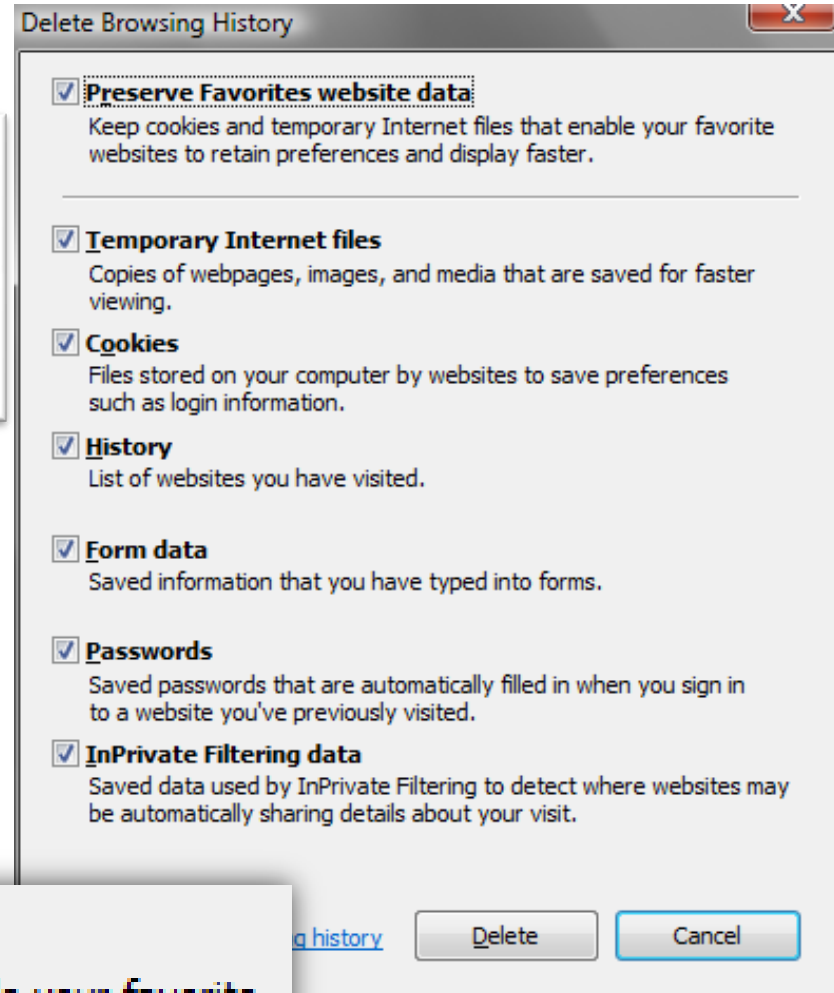 Delete Browsing History
Preserve Favorites website data
Keep cookies and temporary Internet files that enable your favorite
websites to retain preferences and display faster.
Temporary Internet files
Copies of webpages, images, and media that are saved for faster
viewing.
Cookies
Files stored on your computer by websites to save preferences
such as login information.
History
List of websites you have visited.
Form data
Saved information that you have typed into forms.
Passwords
Saved passwords that are automatically filled in when you sign in
to a website you've previously visited.
InPrivate Filtering data
Saved data used by InPrivate Filtering to detect where websites may
be automatically sharing details about your visit.
history Delete Cancel
your favorite